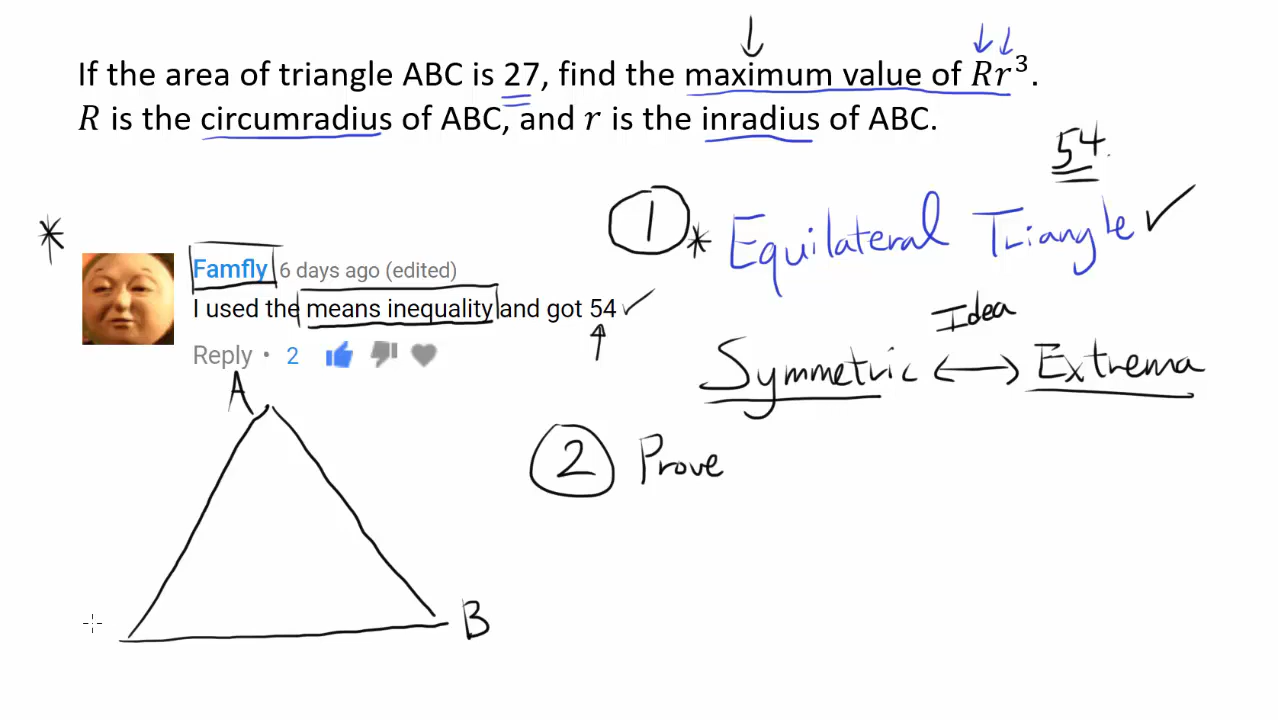 If the area of triangle ABC is 27, find the maximum value of Rr³.
R is the circumradius of ABC, and r is the inradius of ABC.
54.
① * Equilateral Triangle ✓
*
Famfly 6 days ago (edited)
I used the means inequality and got 54 ✓
Reply • 2
Idea
Symmetric ⟷ Extrema
② Prove
A
B